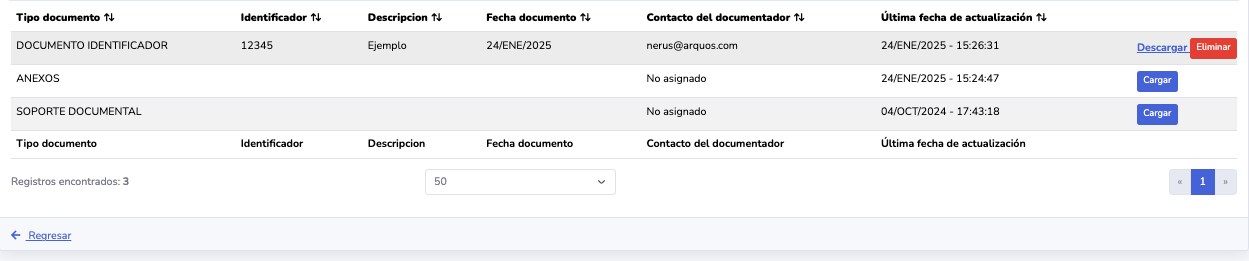 Tipo documento Identificador Descripcion Fecha documento Contacto del documentador Última fecha de actualización
DOCUMENTO IDENTIFICADOR 12345 Ejemplo 24/ENE/2025 nerus@arquos.com 24/ENE/2025 - 15:26:31 Descargar Eliminar
ANEXOS No asignado 24/ENE/2025 - 15:24:47 Cargar
SOPORTE DOCUMENTAL No asignado 04/OCT/2024 - 17:43:18 Cargar
Tipo documento Identificador Descripcion Fecha documento Contacto del documentador Última fecha de actualización
Registros encontrados: 3 50 « 1 »
Regresar